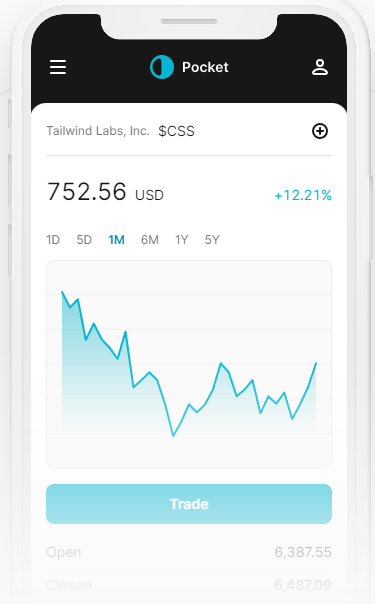 Pocket
Tailwind Labs, Inc. $CSS
752.56 USD +12.21%
1D 5D 1M 6M 1Y 5Y
Trade
Open 6,387.55
Closed 6,487.09